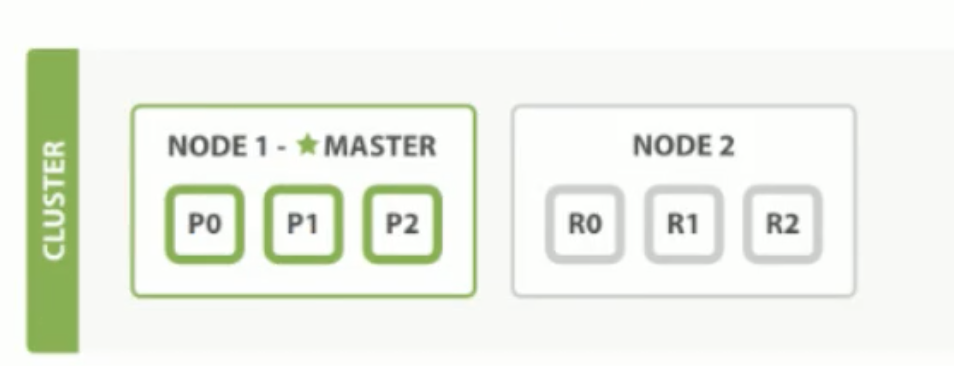 CLUSTER
NODE 1 - ★ MASTER
P0 P1 P2
NODE 2
R0 R1 R2